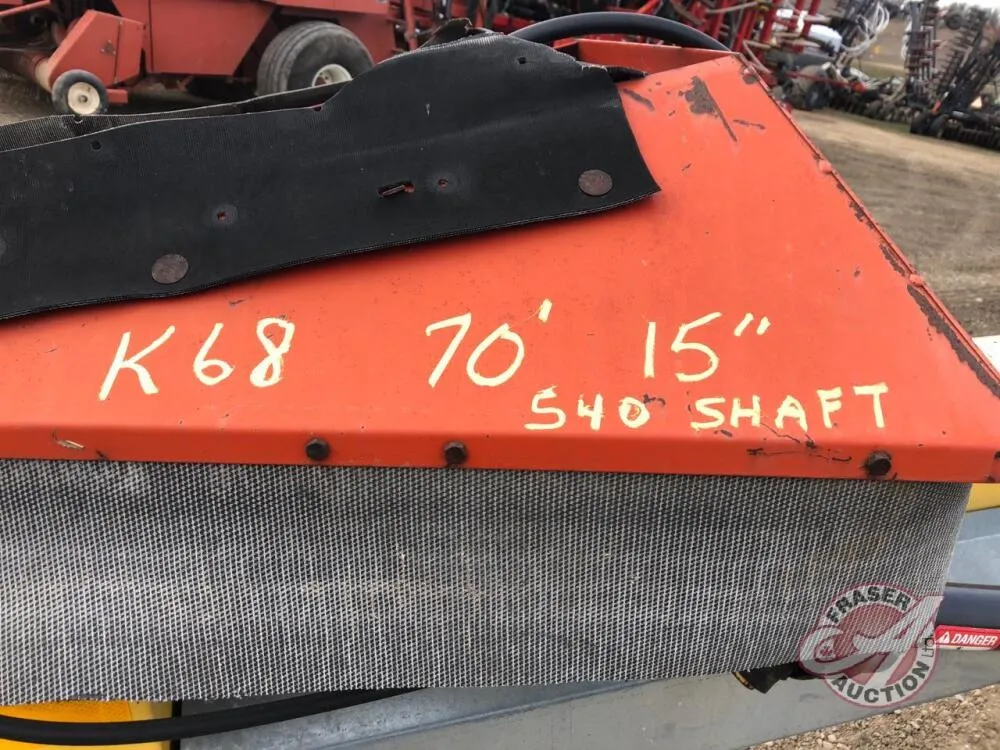 K68 70' 15"
540 SHAFT
DANGER
FRASER
AUCTION